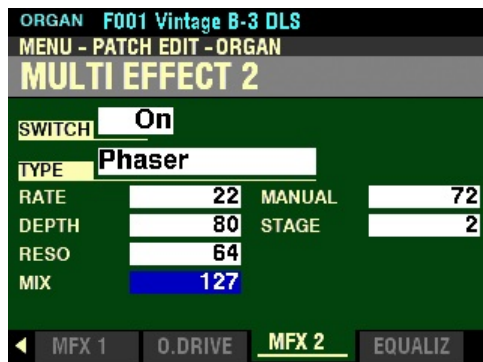 ORGAN F001 Vintage B-3 DLS
MENU - PATCH EDIT - ORGAN
MULTI EFFECT 2
SWITCH On
TYPE Phaser
RATE 22 MANUAL 72
DEPTH 80 STAGE 2
RESO 64
MIX 127
MFX 1 O.DRIVE MFX 2 EQUALIZ